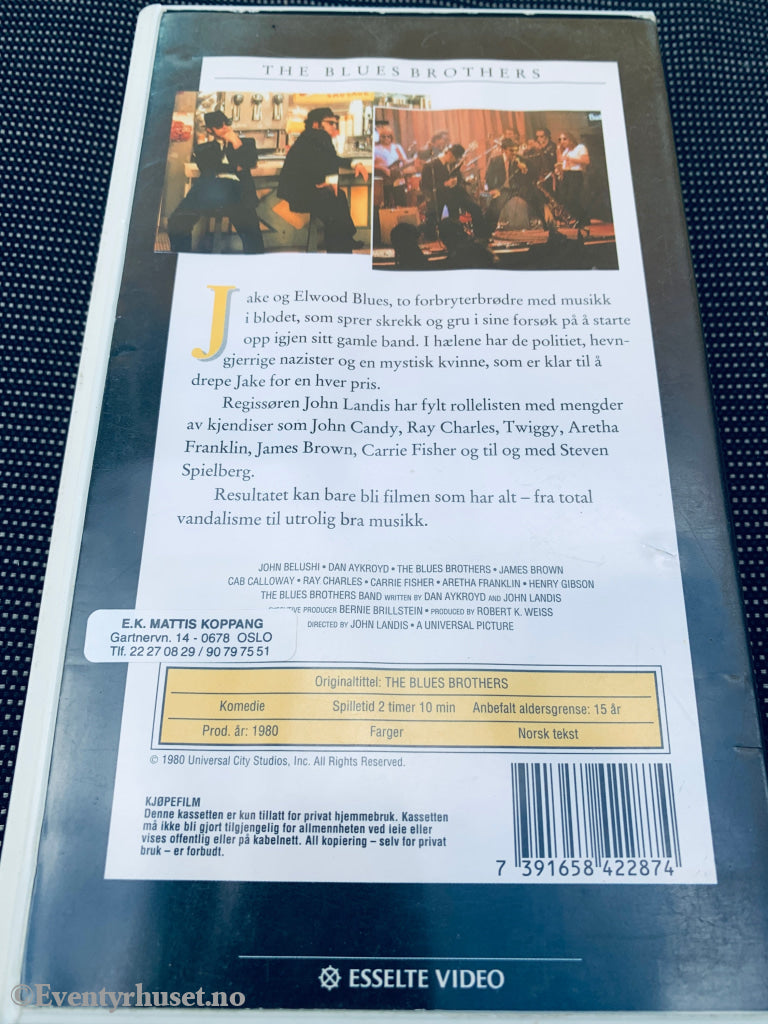 THE BLUES BROTHERS
Jake og Elwood Blues, to forbryterbrødre med musikk
i blodet, som sprer skrekk og gru i sine forsøk på å starte
opp igjen sitt gamle band. I hælene har de politiet, hevn-
gjerrige nazister og en mystisk kvinne, som er klar til å
drepe Jake for en hver pris.
Regissøren John Landis har fylt rollelisten med mengder
av kjendiser som John Candy, Ray Charles, Twiggy, Aretha
Franklin, James Brown, Carrie Fisher og til og med Steven
Spielberg.
Resultatet kan bare bli filmen som har alt – fra total
vandalisme til utrolig bra musikk.
JOHN BELUSHI • DAN AYKROYD • THE BLUES BROTHERS • JAMES BROWN
CAB CALLOWAY • RAY CHARLES • CARRIE FISHER • ARETHA FRANKLIN • HENRY GIBSON
THE BLUES BROTHERS BAND WRITTEN BY DAN AYKROYD AND JOHN LANDIS
PRODUCER BERNIE BRILLSTEIN • PRODUCED BY ROBERT K. WEISS
DIRECTED BY JOHN LANDIS • A UNIVERSAL PICTURE
E.K. MATTIS KOPPANG
Gartnervn. 14 - 0678 OSLO
Tlf. 22 27 08 29 / 90 79 75 51
Originaltittel: THE BLUES BROTHERS
Komedie Spilletid 2 timer 10 min Anbefalt aldersgrense: 15 år
Prod. år: 1980 Farger Norsk tekst
© 1980 Universal City Studios, Inc. All Rights Reserved.
KJØPEFILM
Denne kassetten er kun tillatt for privat hjemmebruk. Kassetten
må ikke bli gjort tilgjengelig for allmennheten ved leie eller
vises offentlig eller på kabelnett. All kopiering – selv for privat
bruk – er forbudt.
7 391658 422874
ESSELTE VIDEO
©Eventyrhuset.no